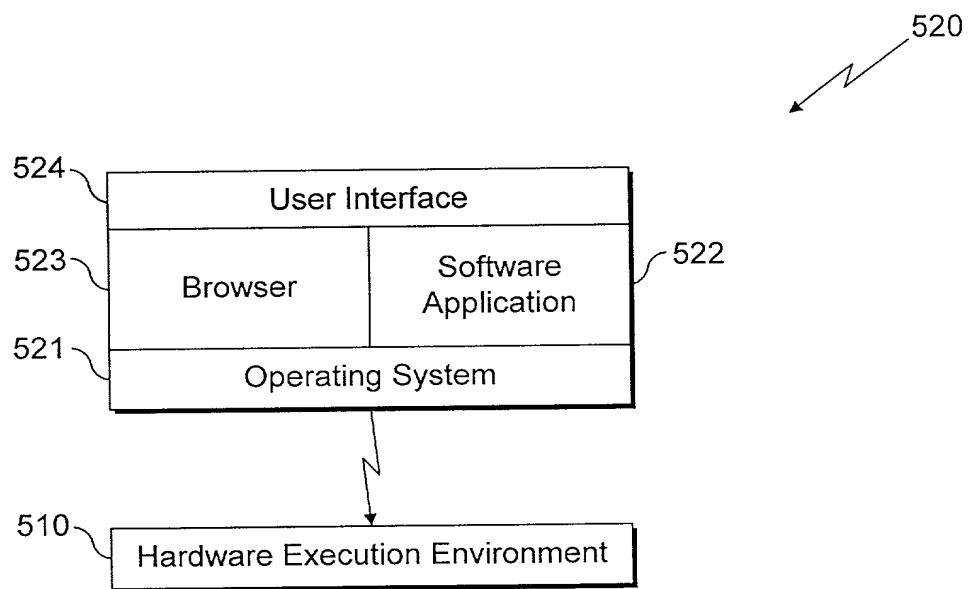 520
524
User Interface
523
Browser
Software
Application
522
521
Operating System
510
Hardware Execution Environment